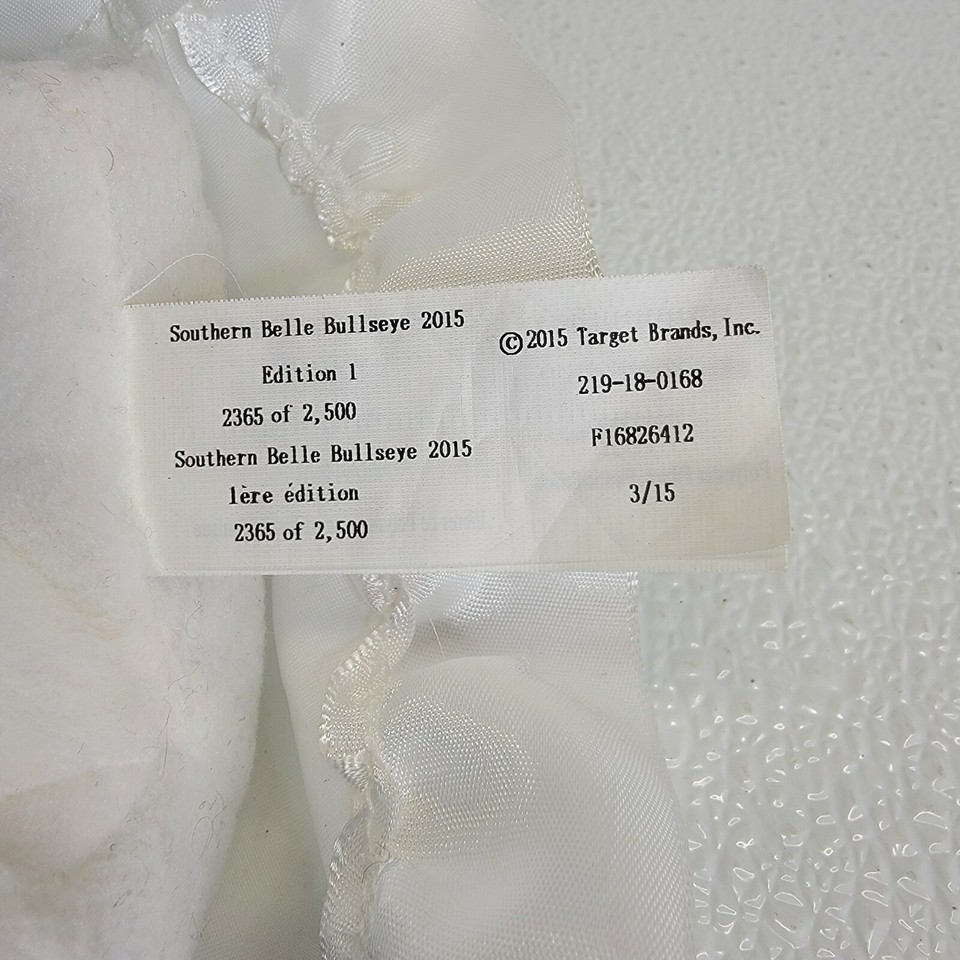 Southern Belle Bullseye 2015
Edition 1
2365 of 2,500
Southern Belle Bullseye 2015
1ère édition
2365 of 2,500
©2015 Target Brands, Inc.
219-18-0168
F16826412
3/15